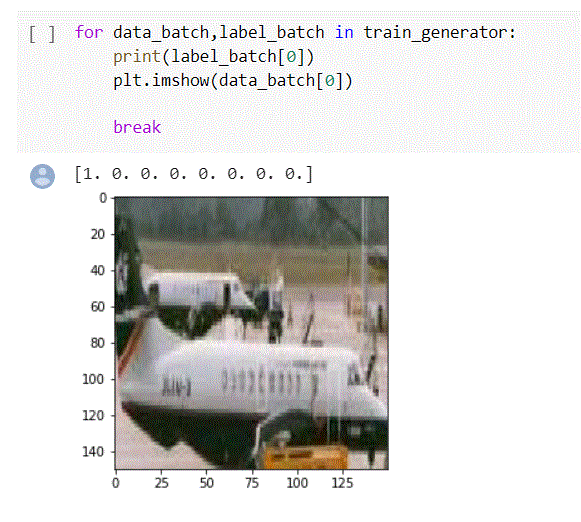 [ ] for data_batch,label_batch in train_generator:
print(label_batch[0])
plt.imshow(data_batch[0])
break
[1. 0. 0. 0. 0. 0. 0. 0.]
0
20
40
60
80
100
120
140
0 25 50 75 100 125